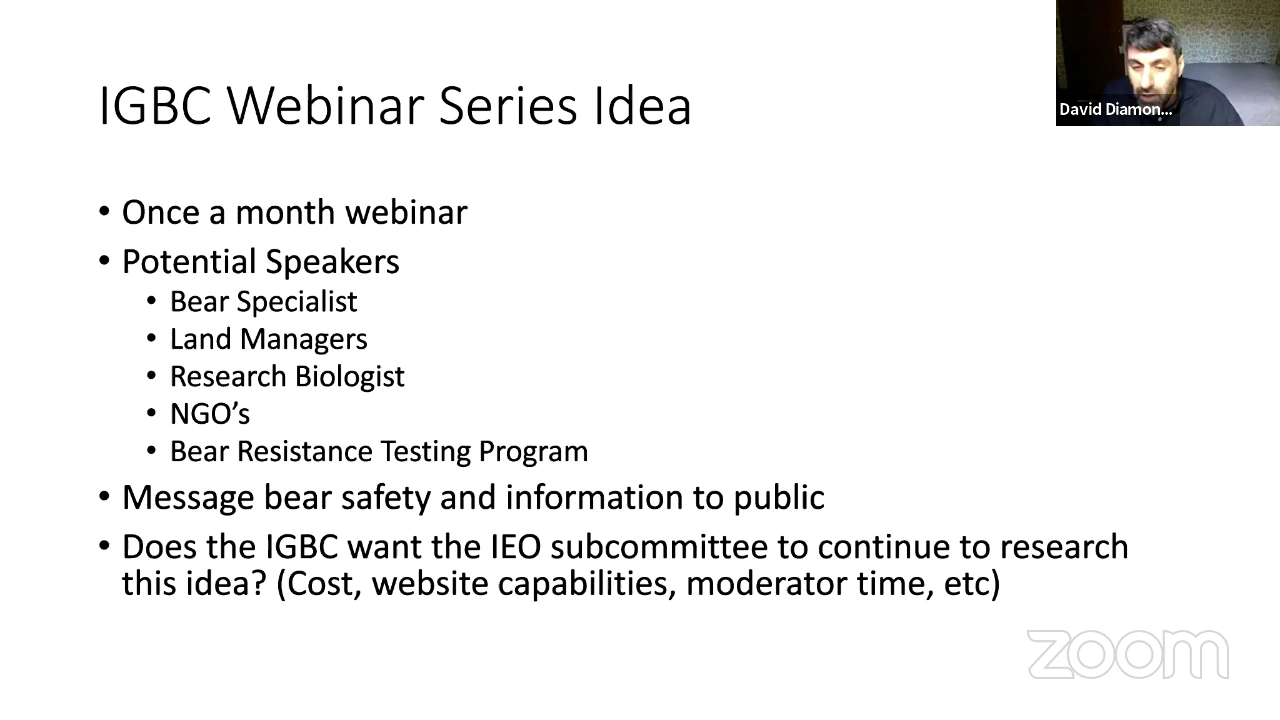 David Diamon...
IGBC Webinar Series Idea
• Once a month webinar
• Potential Speakers
• Bear Specialist
• Land Managers
• Research Biologist
• NGO’s
• Bear Resistance Testing Program
• Message bear safety and information to public
• Does the IGBC want the IEO subcommittee to continue to research
this idea? (Cost, website capabilities, moderator time, etc)
zoom